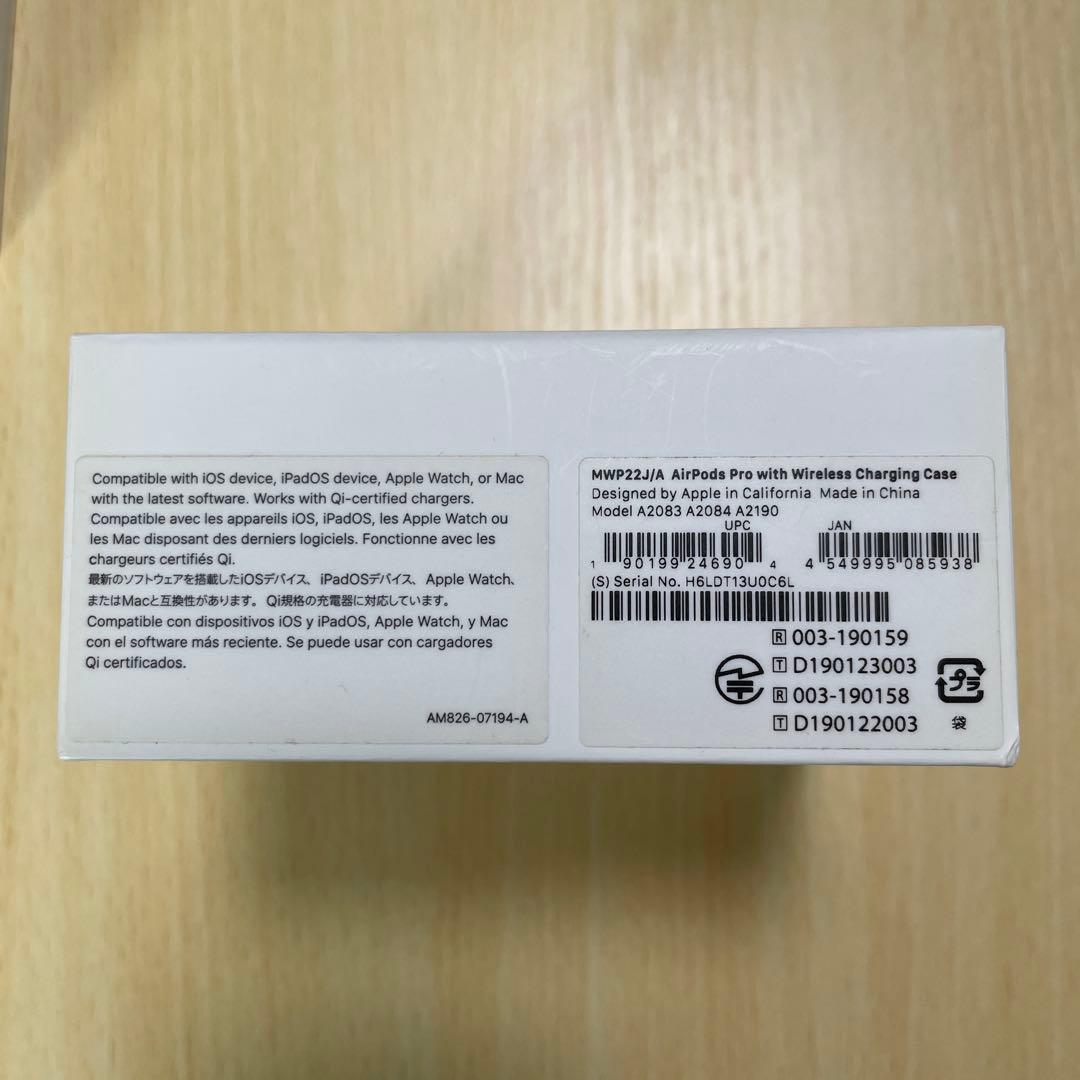 Compatible with iOS device, iPadOS device, Apple Watch, or Mac
with the latest software. Works with Qi-certified chargers.
Compatible avec les appareils iOS, iPadOS, les Apple Watch ou
les Mac disposant des derniers logiciels. Fonctionne avec les
chargeurs certifiés Qi.
最新のソフトウェアを搭載したiOSデバイス、iPadOSデバイス、Apple Watch、
またはMacと互換性があります。Qi規格の充電器に対応しています。
Compatible con dispositivos iOS y iPadOS, Apple Watch, y Mac
con el software más reciente. Se puede usar con cargadores
Qi certificados.
AM826-07194-A
MWP22J/A AirPods Pro with Wireless Charging Case
Designed by Apple in California Made in China
Model A2083 A2084 A2190
UPC
1 90199 24690 4
JAN
4 549995 085938
(S) Serial No. H6LDT13U0C6L
R 003-190159
T D190123003
R 003-190158
T D190122003
プラ
袋